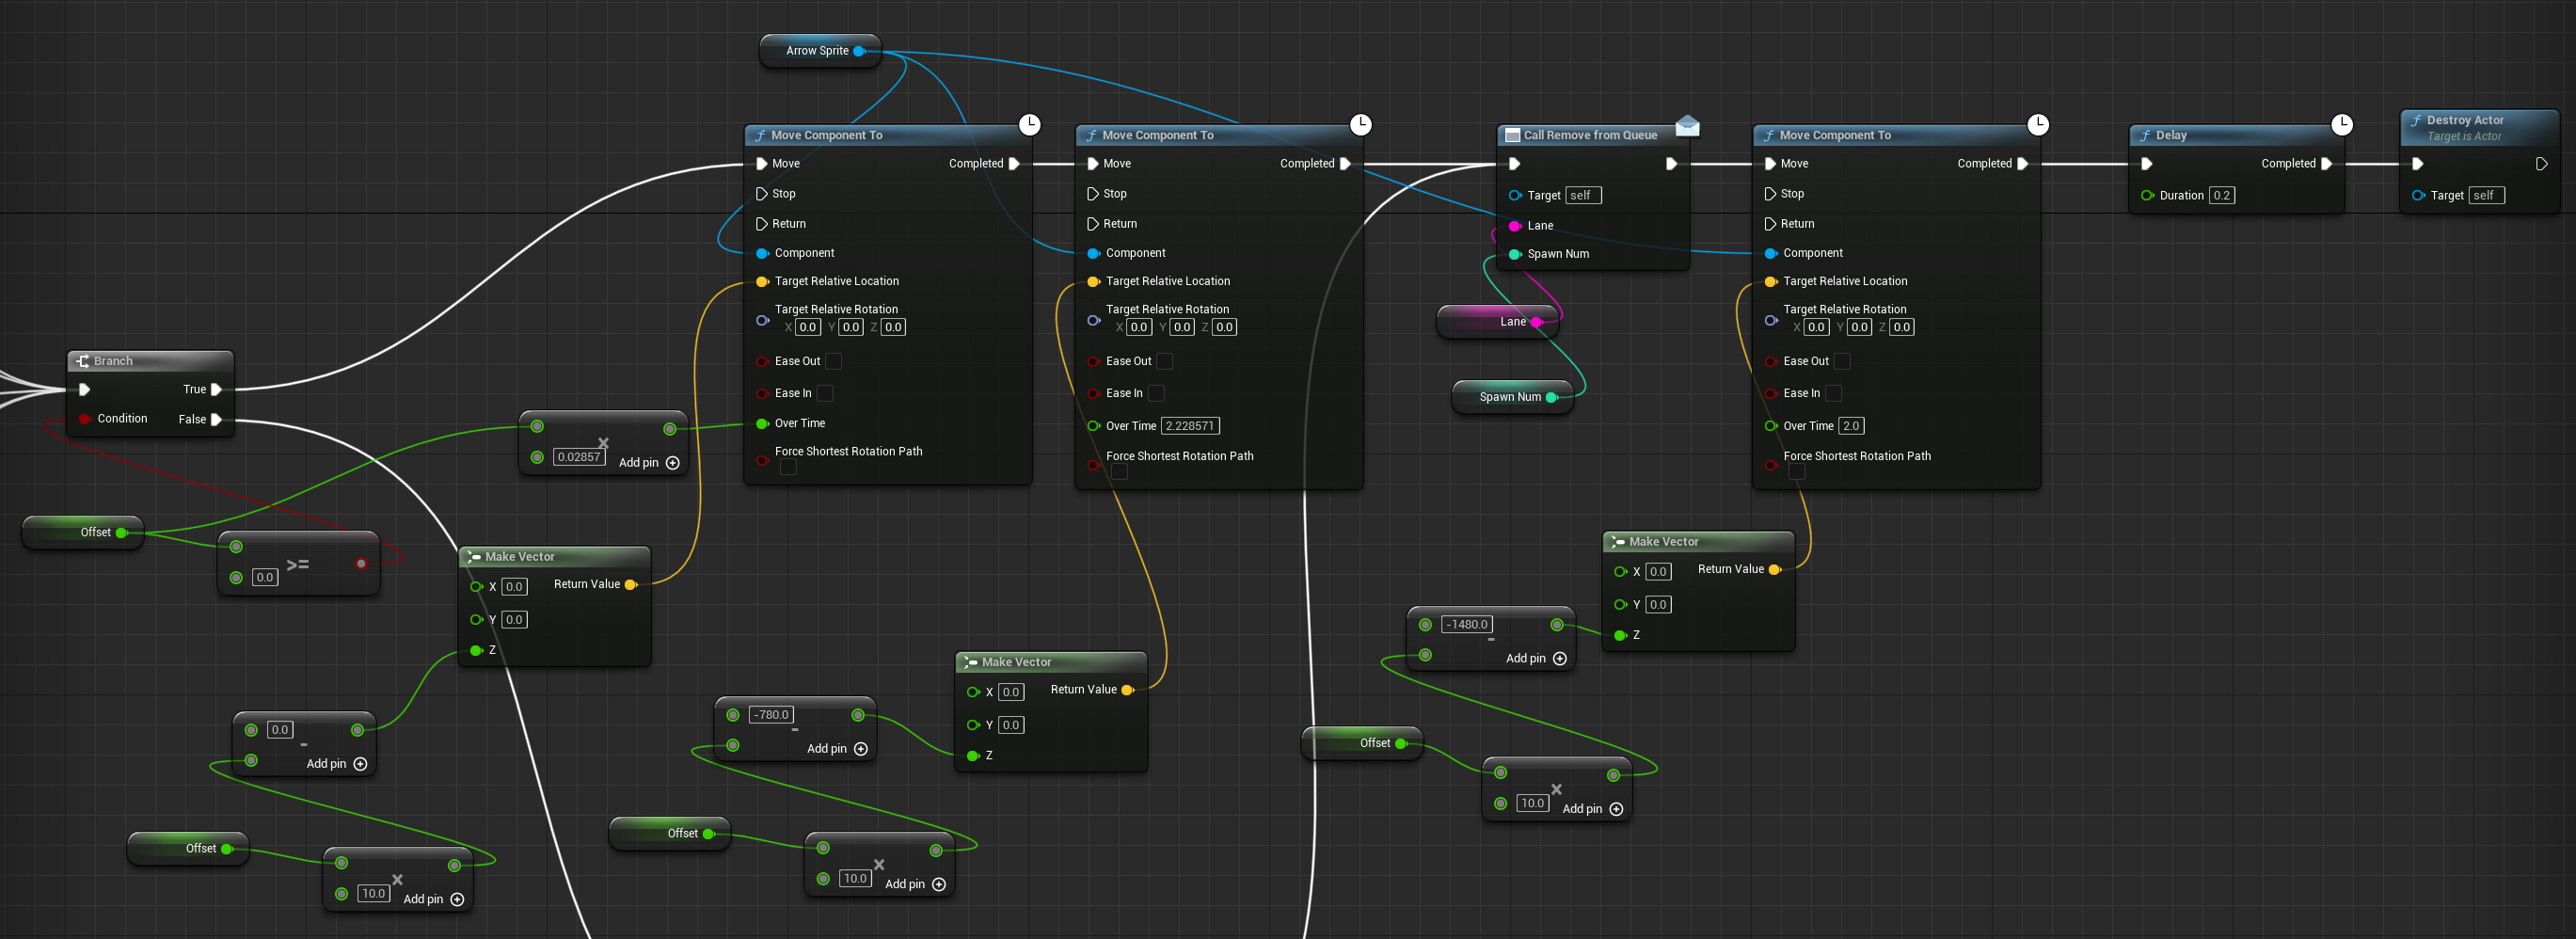 Arrow Sprite
Move Component To
Move
Completed
Stop
Return
Component
Target Relative Location
Target Relative Rotation
X 0.0 Y 0.0 Z 0.0
Ease Out
Ease In
Over Time
Force Shortest Rotation Path
Move Component To
Move
Completed
Stop
Return
Component
Target Relative Location
Target Relative Rotation
X 0.0 Y 0.0 Z 0.0
Ease Out
Ease In
Over Time 2.228571
Force Shortest Rotation Path
Call Remove from Queue
Target self
Lane
Spawn Num
Lane
Spawn Num
Move Component To
Move
Completed
Stop
Return
Component
Target Relative Location
Target Relative Rotation
X 0.0 Y 0.0 Z 0.0
Ease Out
Ease In
Over Time 2.0
Force Shortest Rotation Path
Delay
Completed
Duration 0.2
Destroy Actor
Target is Actor
Target self
Branch
True
Condition
False
0.02857
Add pin
Offset
>=
0.0
Make Vector
X 0.0
Return Value
Y 0.0
Z
0.0
-
Add pin
Offset
10.0
Add pin
Make Vector
X 0.0
Return Value
Y 0.0
Z
-780.0
-
Add pin
Offset
10.0
Add pin
Make Vector
X 0.0
Return Value
Y 0.0
Z
-1480.0
-
Add pin
Offset
10.0
Add pin